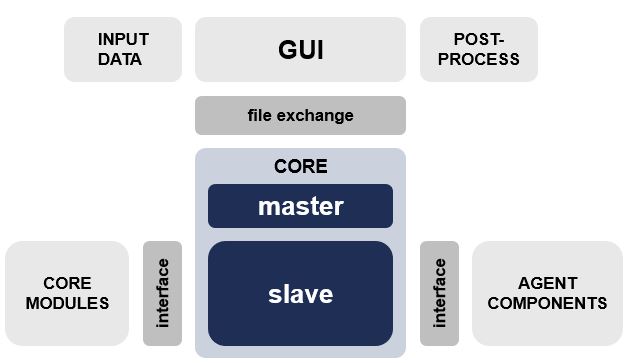 INPUT
DATA
GUI
POST-
PROCESS
file exchange
CORE
master
CORE
MODULES
interface
slave
interface
AGENT
COMPONENTS